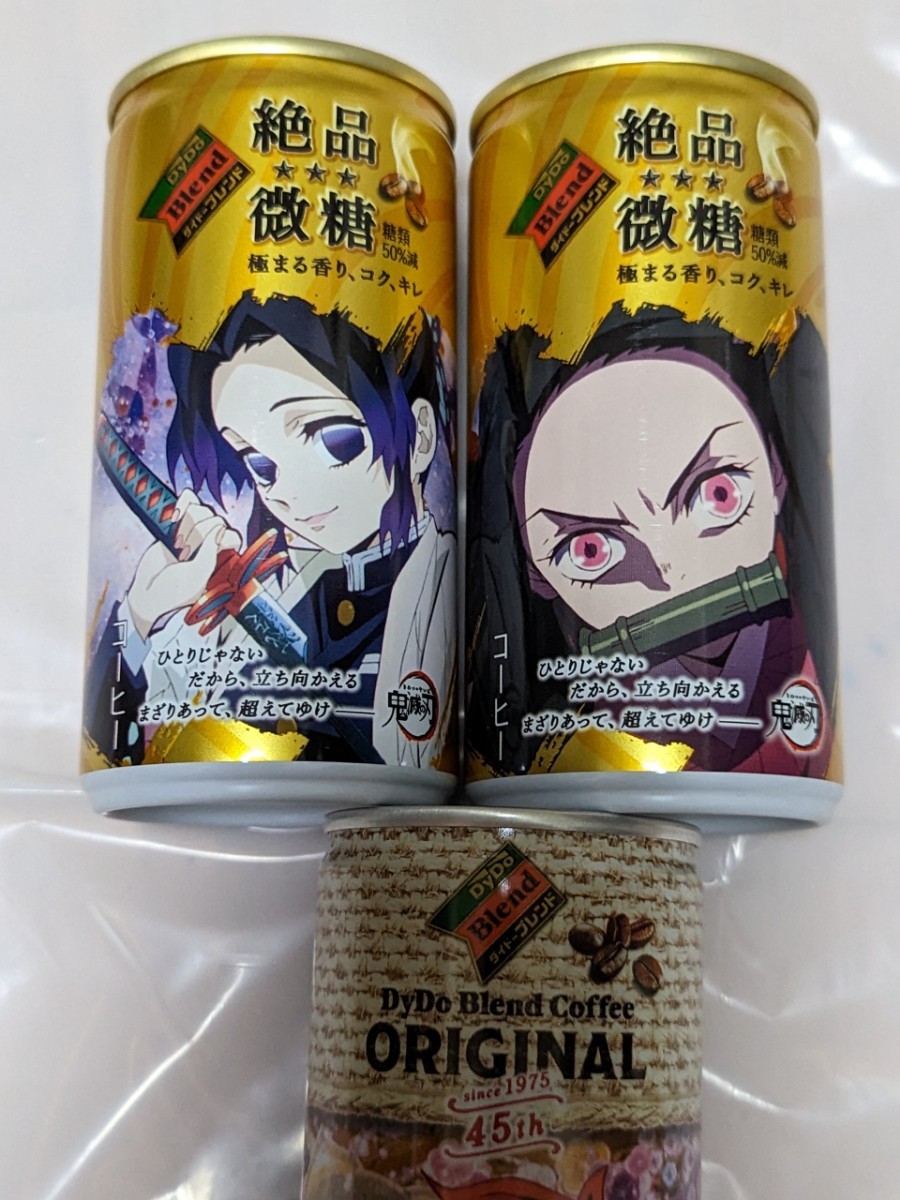 DyDo
Blend
ダイドーブレンド
絶品
★★★
微糖
糖類
50%減
極まる香り、コク、キレ
コーヒー
ひとりじゃない
だから、立ち向かえる
まざりあって、超えてゆけ――
鬼滅の刃
DyDo
Blend
ダイドーブレンド
絶品
★★★
微糖
糖類
50%減
極まる香り、コク、キレ
コーヒー
ひとりじゃない
だから、立ち向かえる
まざりあって、超えてゆけ――
鬼滅の刃
DyDo
Blend
ダイドーブレンド
DyDo Blend Coffee
ORIGINAL
since 1975
45th